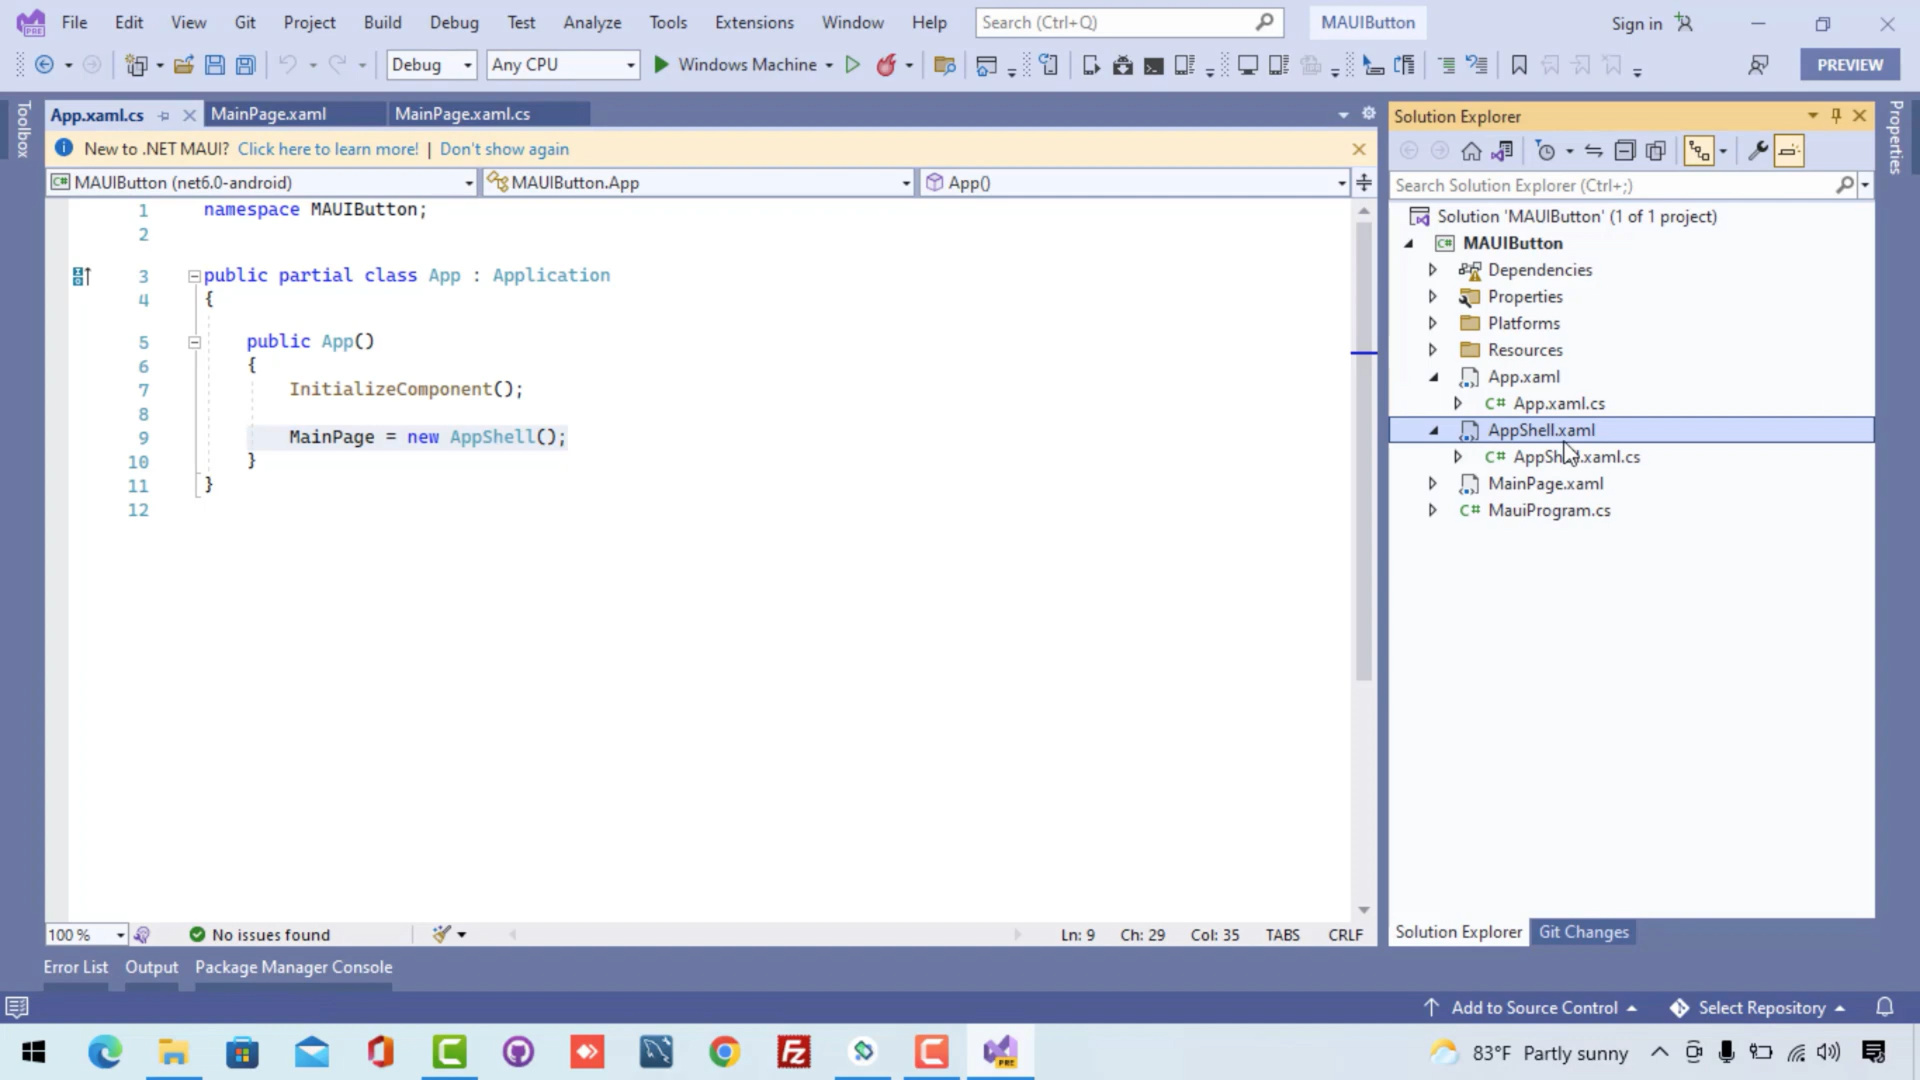 File Edit View Git Project Build Debug Test Analyze Tools Extensions Window Help Search (Ctrl+Q) MAUIButton Sign in
Debug Any CPU Windows Machine PREVIEW
Toolbox
App.xaml.cs MainPage.xaml MainPage.xaml.cs
New to .NET MAUI? Click here to learn more! | Don't show again
MAUIButton (net6.0-android) MAUIButton.App App()
1 namespace MAUIButton;
2
3 public partial class App : Application
4 {
5 public App()
6 {
7 InitializeComponent();
8
9 MainPage = new AppShell();
10 }
11 }
12
100 % No issues found Ln: 9 Ch: 29 Col: 35 TABS CRLF
Solution Explorer
Search Solution Explorer (Ctrl+;)
Solution 'MAUIButton' (1 of 1 project)
C# MAUIButton
Dependencies
Properties
Platforms
Resources
App.xaml
C# App.xaml.cs
AppShell.xaml
C# AppShell.xaml.cs
MainPage.xaml
C# MauiProgram.cs
Solution Explorer Git Changes
Properties
Error List Output Package Manager Console
Add to Source Control Select Repository
PRE
83°F Partly sunny